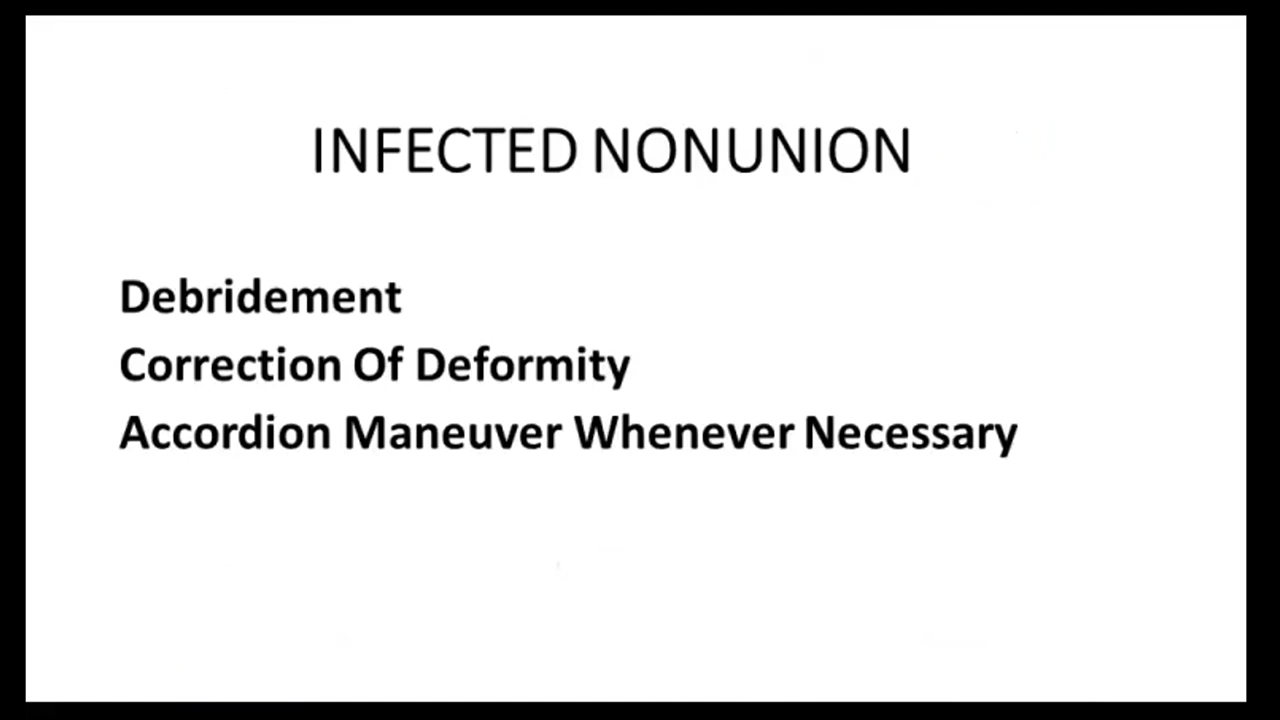 INFECTED NONUNION
Debridement
Correction Of Deformity
Accordion Maneuver Whenever Necessary